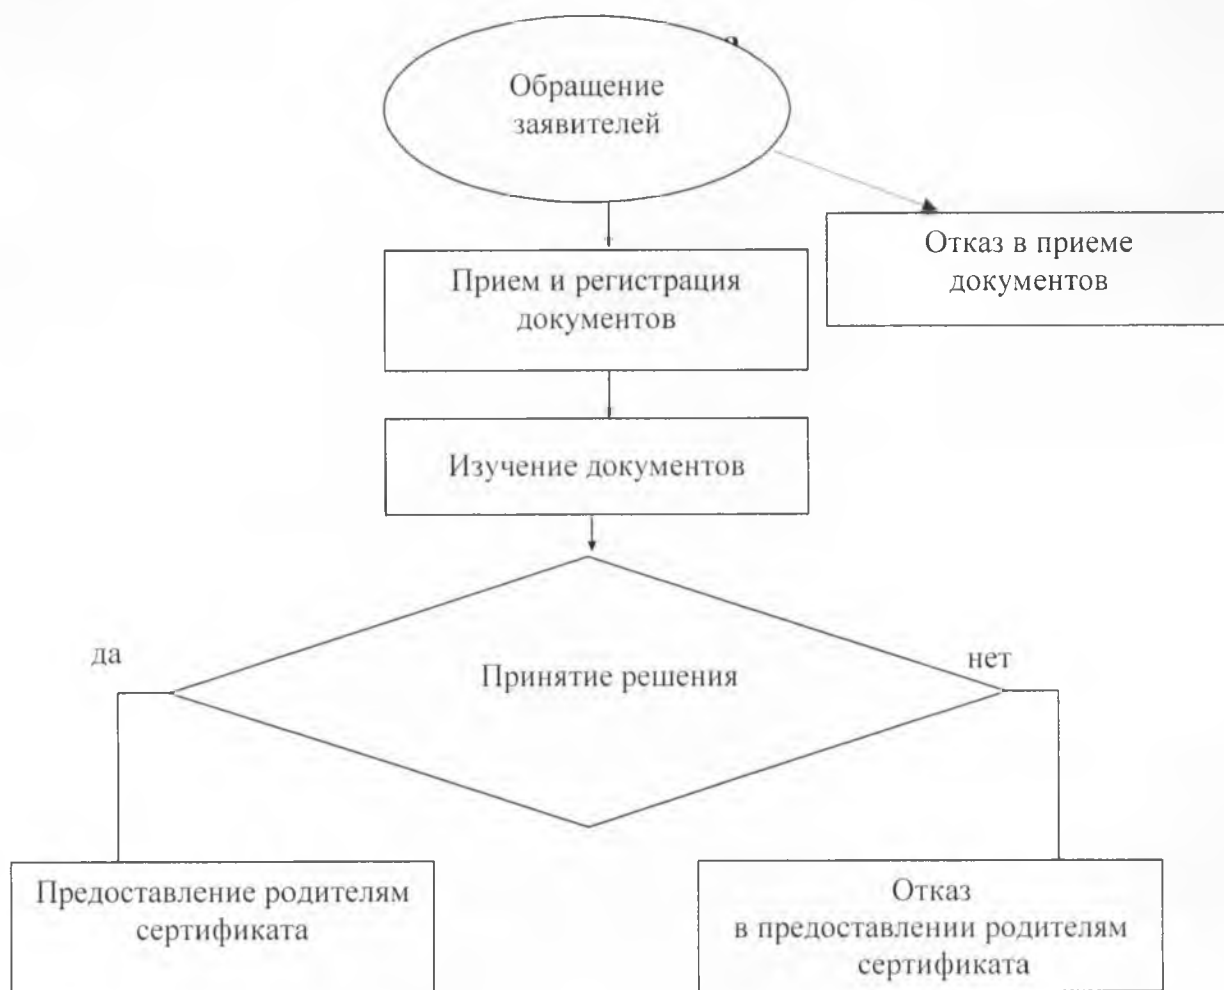 Обращение
заявителей
Отказ в приеме
документов
Прием и регистрация
документов
Изучение документов
да
нет
Принятие решения
Предоставление родителям
сертификата
Отказ
в предоставлении родителям
сертификата